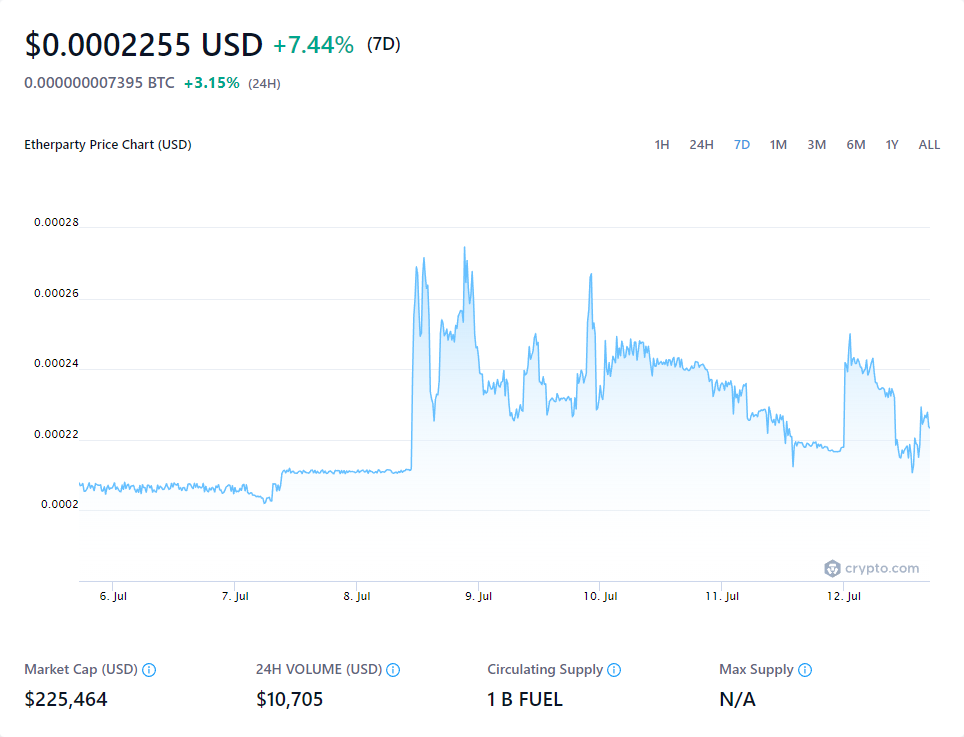 $0.0002255 USD +7.44% (7D)
0.000000007395 BTC +3.15% (24H)
Etherparty Price Chart (USD) 1H 24H 7D 1M 3M 6M 1Y ALL
0.00028
0.00026
0.00024
0.00022
0.0002
crypto.com
6. Jul 7. Jul 8. Jul 9. Jul 10. Jul 11. Jul 12. Jul
Market Cap (USD) 24H VOLUME (USD) Circulating Supply Max Supply
$225,464 $10,705 1 B FUEL N/A